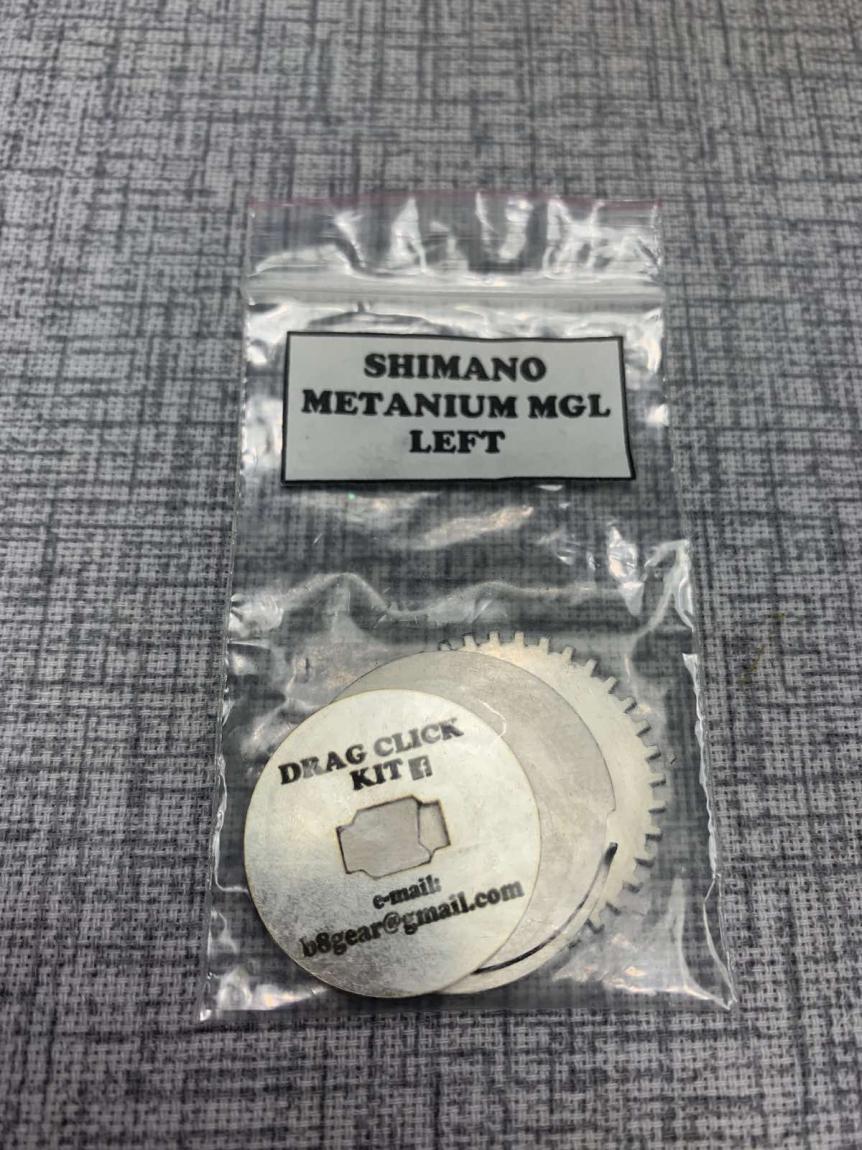 SHIMANO
METANIUM MGL
LEFT
DRAG CLICK
KIT f
e-mail:
b8gear@gmail.com